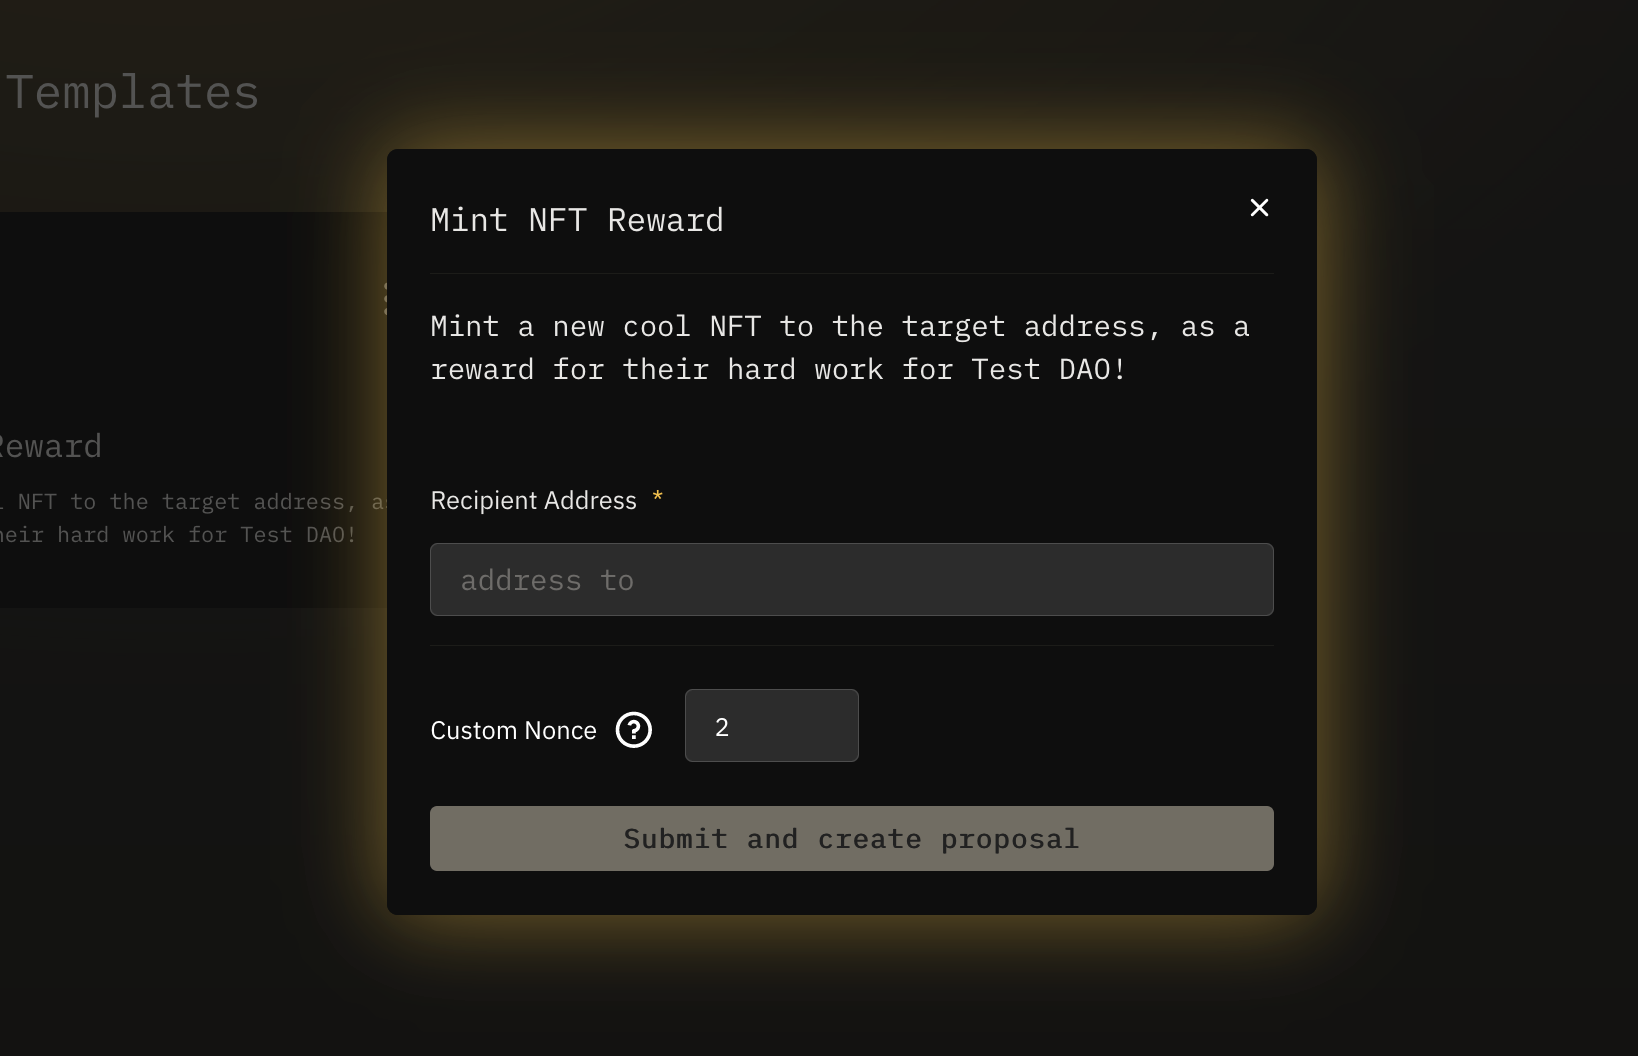 Templates
Mint NFT Reward
Mint a new cool NFT to the target address, as a
reward for their hard work for Test DAO!
Reward
NFT to the target address,
hard work for Test DAO!
Recipient Address *
address to
Custom Nonce ? 2
Submit and create proposal